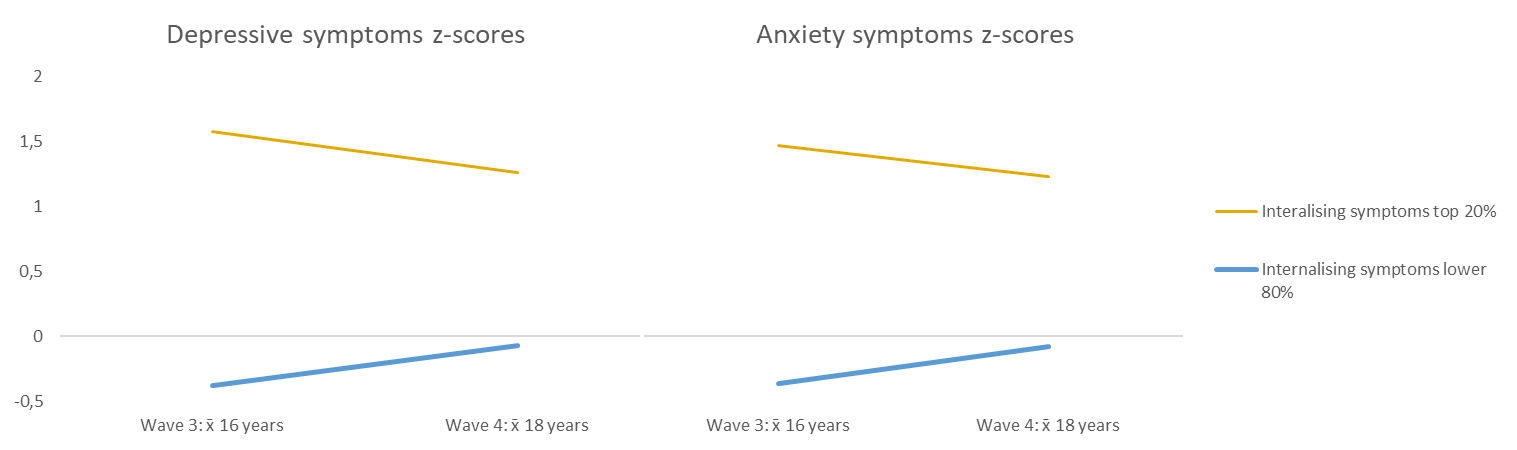 Depressive symptoms z-scores
Anxiety symptoms z-scores
2
1,5
1
0,5
0
-0,5
Wave 3: x̄ 16 years
Wave 4: x̄ 18 years
Wave 3: x̄ 16 years
Wave 4: x̄ 18 years
Interalising symptoms top 20%
Internalising symptoms lower
80%